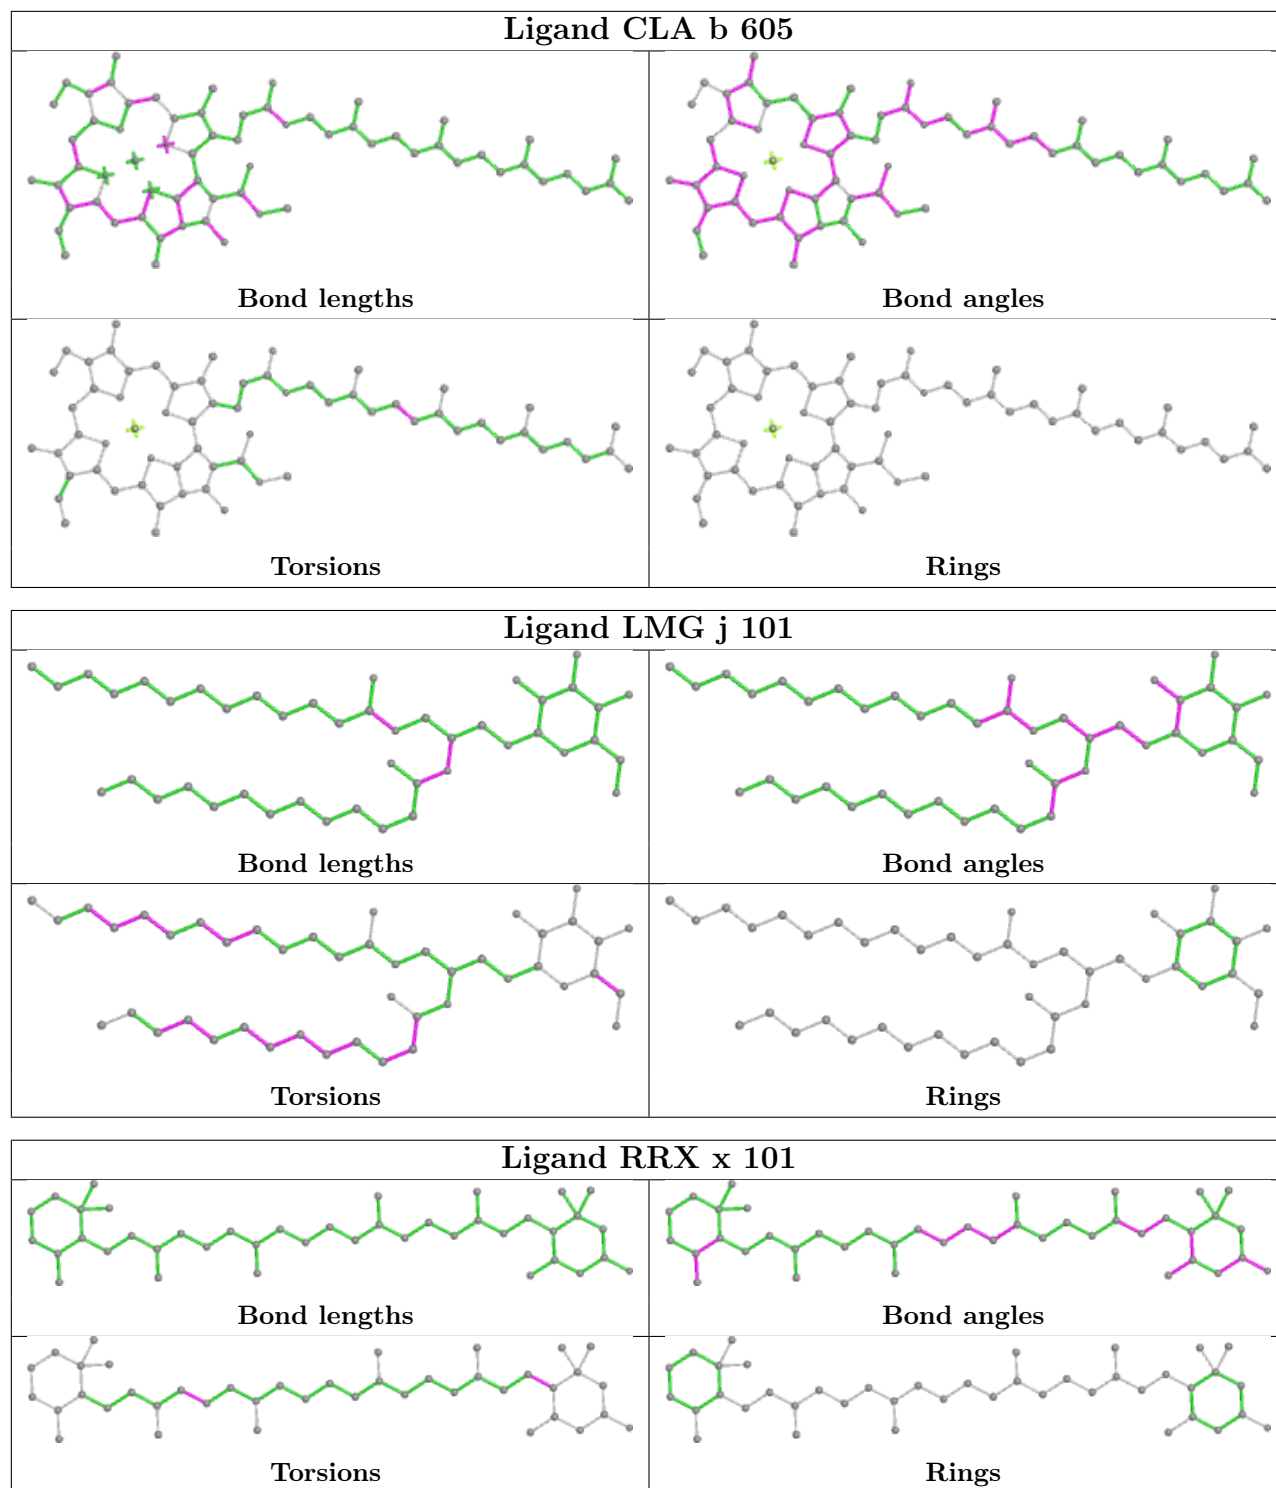 Ligand CLA b 605
Bond lengths
Bond angles
Torsions
Rings
Ligand LMG j 101
Bond lengths
Bond angles
Torsions
Rings
Ligand RRX x 101
Bond lengths
Bond angles
Torsions
Rings